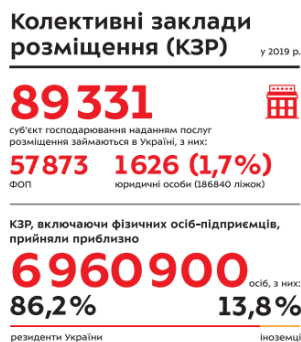 Колективні заклади
розміщення (КЗР) у 2019 р.
89 331
суб'єкт господарювання наданням послуг
розміщення займаються в Україні, з них:
57873 1626 (1,7%)
ФОП юридичні особи (186840 ліжок)
КЗР, включаючи фізичних осіб-підприємців,
прийняли приблизно
6 960 900 осіб, з них:
86,2% 13,8%
резиденти України іноземці